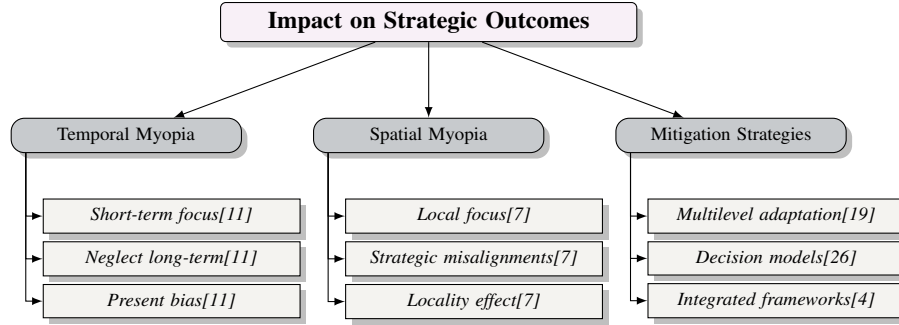 Impact on Strategic Outcomes
Temporal Myopia
Short-term focus[11]
Neglect long-term[11]
Present bias[11]
Spatial Myopia
Local focus[7]
Strategic misalignments[7]
Locality effect[7]
Mitigation Strategies
Multilevel adaptation[19]
Decision models[26]
Integrated frameworks[4]